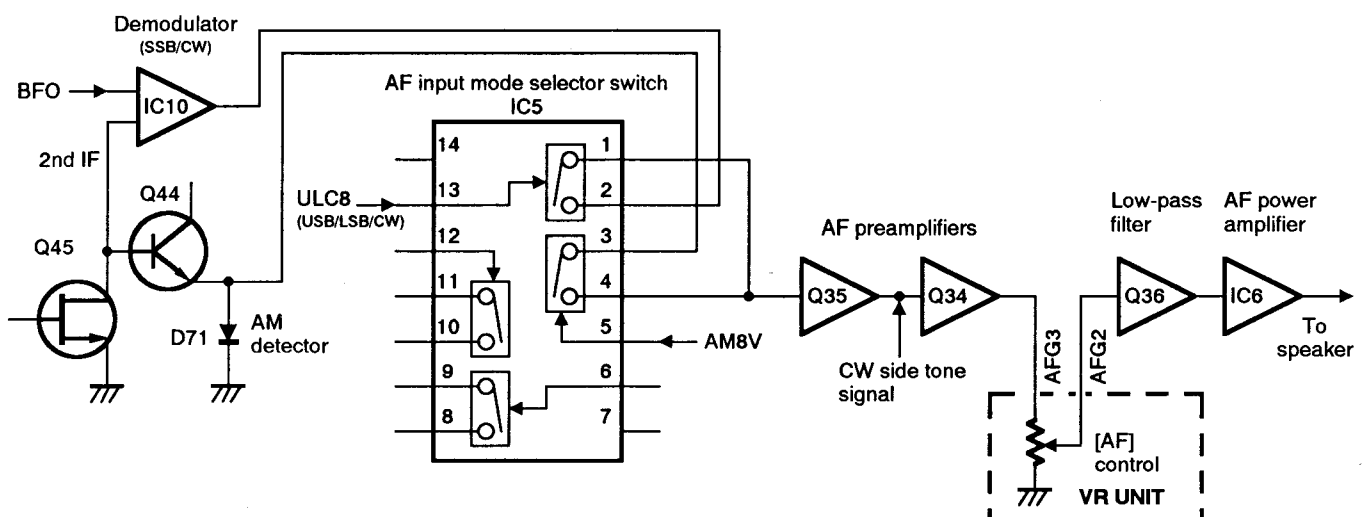 Demodulator
(SSB/CW)
BFO
IC10
2nd IF
Q44
Q45
D71
AM
detector
AF input mode selector switch
IC5
ULC8
(USB/LSB/CW)
14
13
12
11
10
9
8
1
2
3
4
5
6
7
AM8V
AF preamplifiers
Q35
Q34
CW side tone
signal
AFG3
AFG2
Low-pass
filter
Q36
AF power
amplifier
IC6
To
speaker
[AF]
control
VR UNIT